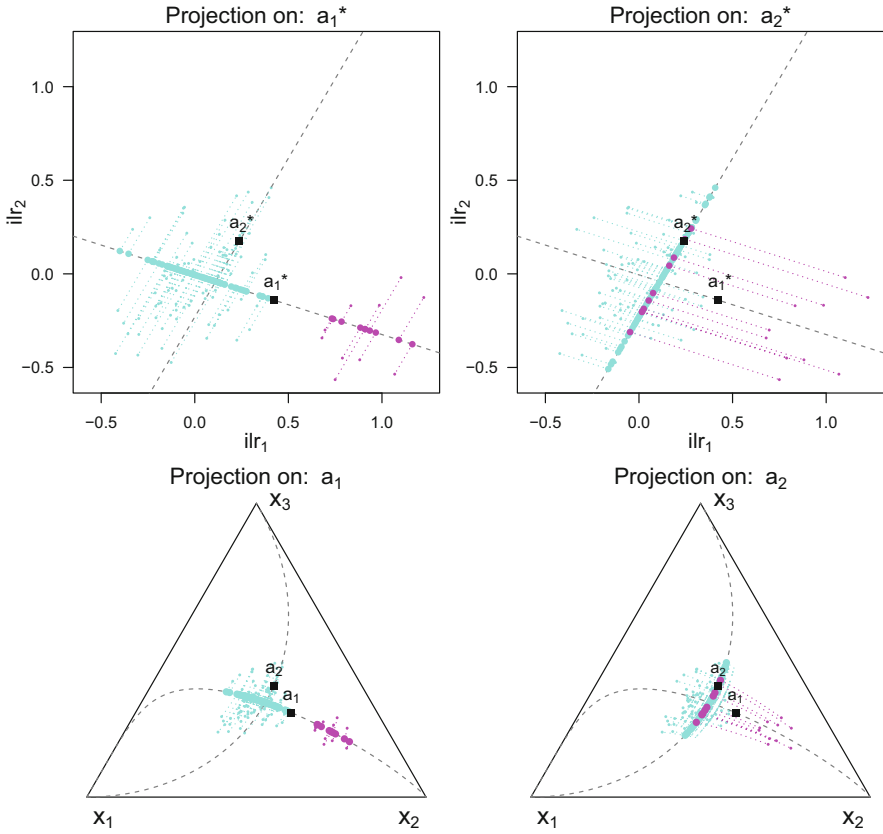 Projection on: a₁*
Projection on: a₂*
1.0
0.5
0.0
−0.5
ilr₂
a₂*
a₁*
−0.5
0.0
0.5
1.0
ilr₁
1.0
0.5
0.0
−0.5
ilr₂
a₂*
a₁*
−0.5
0.0
0.5
1.0
ilr₁
Projection on: a₁
Projection on: a₂
x₃
a₂
a₁
x₁
x₂
x₃
a₂
a₁
x₁
x₂